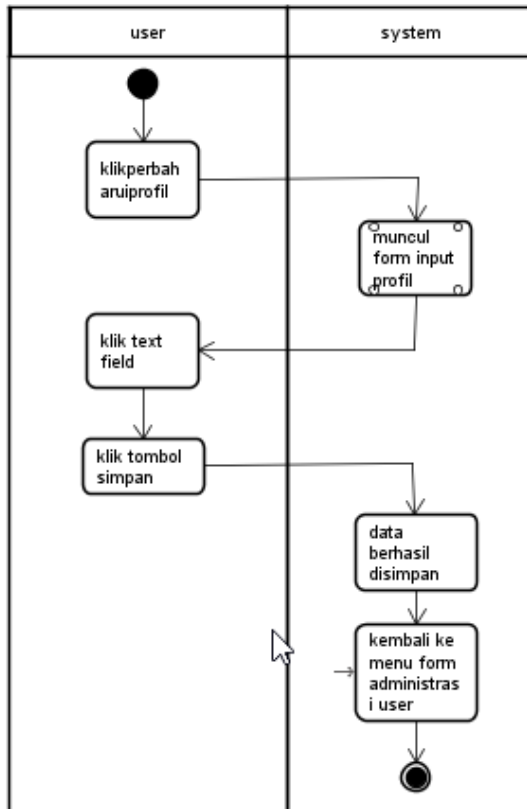 user
system
klikperbah
aruiprofil
muncul
form input
profil
klik text
field
klik tombol
simpan
data
berhasil
disimpan
kembali ke
menu form
administras
i user